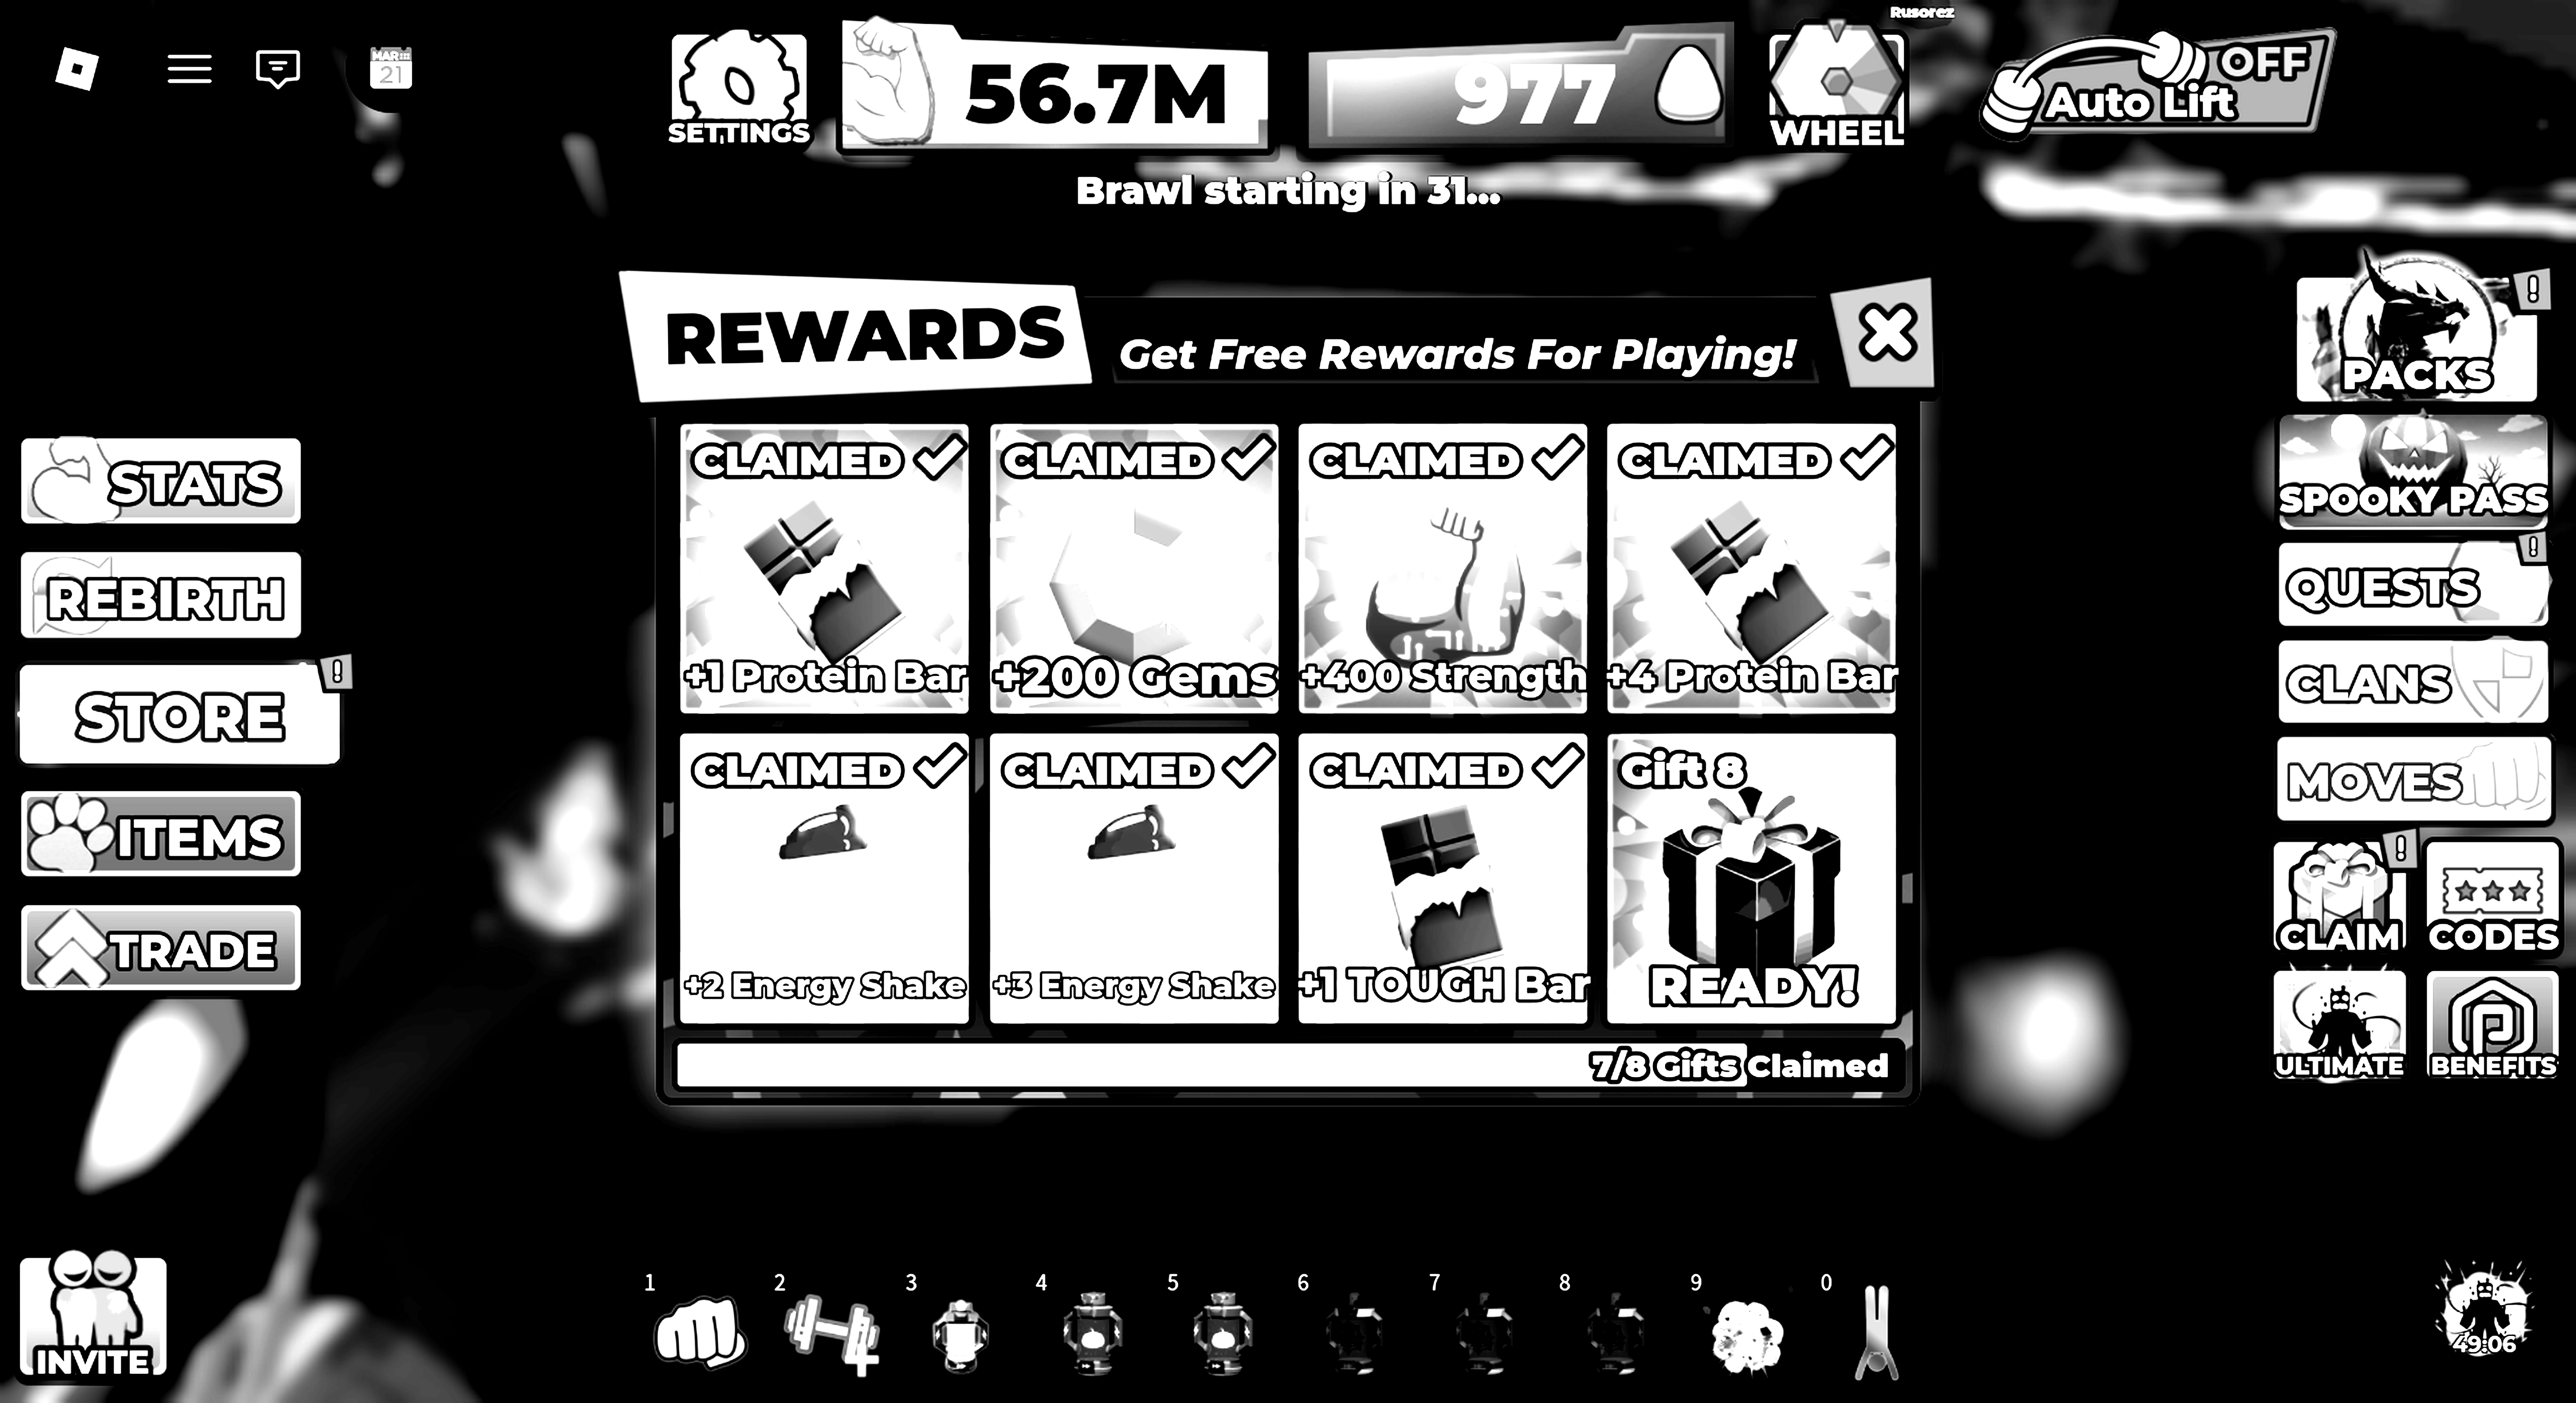 Rusorez
MAR
21
SETTINGS
56.7M
977
WHEEL
OFF
Auto Lift
Brawl starting in 31...
REWARDS
Get Free Rewards For Playing!
PACKS
!
SPOOKY PASS
QUESTS
!
CLANS
MOVES
CLAIM
!
CODES
ULTIMATE
BENEFITS
STATS
REBIRTH
STORE
!
ITEMS
TRADE
CLAIMED
+1 Protein Bar
CLAIMED
+200 Gems
CLAIMED
+400 Strength
CLAIMED
+4 Protein Bar
CLAIMED
+2 Energy Shake
CLAIMED
+3 Energy Shake
CLAIMED
+1 TOUGH Bar
Gift 8
READY!
7/8 Gifts Claimed
INVITE
1 2 3 4 5 6 7 8 9 0
49:06